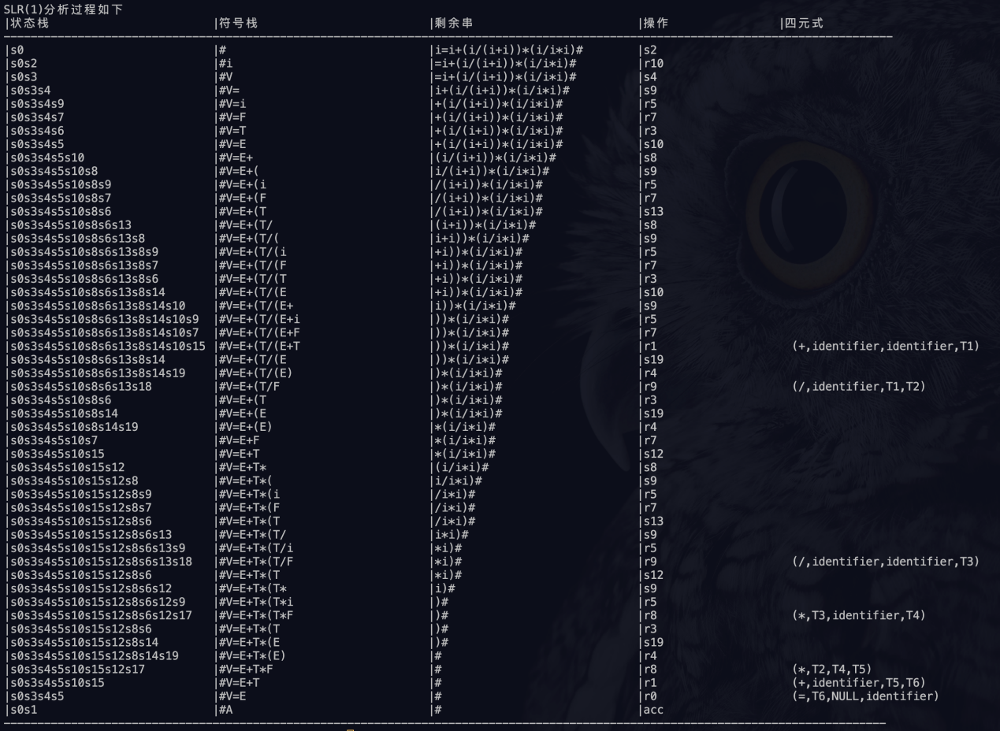 SLR(1)分析过程如下
|状态栈 |符号栈 |剩余串 |操作 |四元式
|s0 |# |i=i+(i/(i+i))*(i/i*i)# |s2
|s0s2 |#i |=i+(i/(i+i))*(i/i*i)# |r10
|s0s3 |#V |=i+(i/(i+i))*(i/i*i)# |s4
|s0s3s4 |#V= |i+(i/(i+i))*(i/i*i)# |s9
|s0s3s4s9 |#V=i |+(i/(i+i))*(i/i*i)# |r5
|s0s3s4s7 |#V=F |+(i/(i+i))*(i/i*i)# |r7
|s0s3s4s6 |#V=T |+(i/(i+i))*(i/i*i)# |r3
|s0s3s4s5 |#V=E |+(i/(i+i))*(i/i*i)# |s10
|s0s3s4s5s10 |#V=E+ |(i/(i+i))*(i/i*i)# |s8
|s0s3s4s5s10s8 |#V=E+( |i/(i+i))*(i/i*i)# |s9
|s0s3s4s5s10s8s9 |#V=E+(i |/(i+i))*(i/i*i)# |r5
|s0s3s4s5s10s8s7 |#V=E+(F |/(i+i))*(i/i*i)# |r7
|s0s3s4s5s10s8s6 |#V=E+(T |/(i+i))*(i/i*i)# |s13
|s0s3s4s5s10s8s6s13 |#V=E+(T/ |(i+i))*(i/i*i)# |s8
|s0s3s4s5s10s8s6s13s8 |#V=E+(T/( |i+i))*(i/i*i)# |s9
|s0s3s4s5s10s8s6s13s8s9 |#V=E+(T/(i |+i))*(i/i*i)# |r5
|s0s3s4s5s10s8s6s13s8s7 |#V=E+(T/(F |+i))*(i/i*i)# |r7
|s0s3s4s5s10s8s6s13s8s6 |#V=E+(T/(T |+i))*(i/i*i)# |r3
|s0s3s4s5s10s8s6s13s8s14 |#V=E+(T/(E |+i))*(i/i*i)# |s10
|s0s3s4s5s10s8s6s13s8s14s10 |#V=E+(T/(E+ |i))*(i/i*i)# |s9
|s0s3s4s5s10s8s6s13s8s14s10s9 |#V=E+(T/(E+i |))*(i/i*i)# |r5
|s0s3s4s5s10s8s6s13s8s14s10s7 |#V=E+(T/(E+F |))*(i/i*i)# |r7
|s0s3s4s5s10s8s6s13s8s14s10s15 |#V=E+(T/(E+T |))*(i/i*i)# |r1 (+,identifier,identifier,T1)
|s0s3s4s5s10s8s6s13s8s14 |#V=E+(T/(E |))*(i/i*i)# |s19
|s0s3s4s5s10s8s6s13s8s14s19 |#V=E+(T/(E) |)*(i/i*i)# |r4
|s0s3s4s5s10s8s6s13s18 |#V=E+(T/F |)*(i/i*i)# |r9 (/,identifier,T1,T2)
|s0s3s4s5s10s8s6 |#V=E+(T |)*(i/i*i)# |r3
|s0s3s4s5s10s8s14 |#V=E+(E |)*(i/i*i)# |s19
|s0s3s4s5s10s8s14s19 |#V=E+(E) |*(i/i*i)# |r4
|s0s3s4s5s10s7 |#V=E+F |*(i/i*i)# |r7
|s0s3s4s5s10s15 |#V=E+T |*(i/i*i)# |s12
|s0s3s4s5s10s15s12 |#V=E+T* |(i/i*i)# |s8
|s0s3s4s5s10s15s12s8 |#V=E+T*( |i/i*i)# |s9
|s0s3s4s5s10s15s12s8s9 |#V=E+T*(i |/i*i)# |r5
|s0s3s4s5s10s15s12s8s7 |#V=E+T*(F |/i*i)# |r7
|s0s3s4s5s10s15s12s8s6 |#V=E+T*(T |/i*i)# |s13
|s0s3s4s5s10s15s12s8s6s13 |#V=E+T*(T/ |i*i)# |s9
|s0s3s4s5s10s15s12s8s6s13s9 |#V=E+T*(T/i |*i)# |r5
|s0s3s4s5s10s15s12s8s6s13s18 |#V=E+T*(T/F |*i)# |r9 (/,identifier,identifier,T3)
|s0s3s4s5s10s15s12s8s6 |#V=E+T*(T |*i)# |s12
|s0s3s4s5s10s15s12s8s6s12 |#V=E+T*(T* |i)# |s9
|s0s3s4s5s10s15s12s8s6s12s9 |#V=E+T*(T*i |)# |r5
|s0s3s4s5s10s15s12s8s6s12s17 |#V=E+T*(T*F |)# |r8 (*,T3,identifier,T4)
|s0s3s4s5s10s15s12s8s6 |#V=E+T*(T |)# |r3
|s0s3s4s5s10s15s12s8s14 |#V=E+T*(E |)# |s19
|s0s3s4s5s10s15s12s8s14s19 |#V=E+T*(E) |# |r4
|s0s3s4s5s10s15s12s17 |#V=E+T*F |# |r8 (*,T2,T4,T5)
|s0s3s4s5s10s15 |#V=E+T |# |r1 (+,identifier,T5,T6)
|s0s3s4s5 |#V=E |# |r0 (=,T6,NULL,identifier)
|s0s1 |#A |# |acc